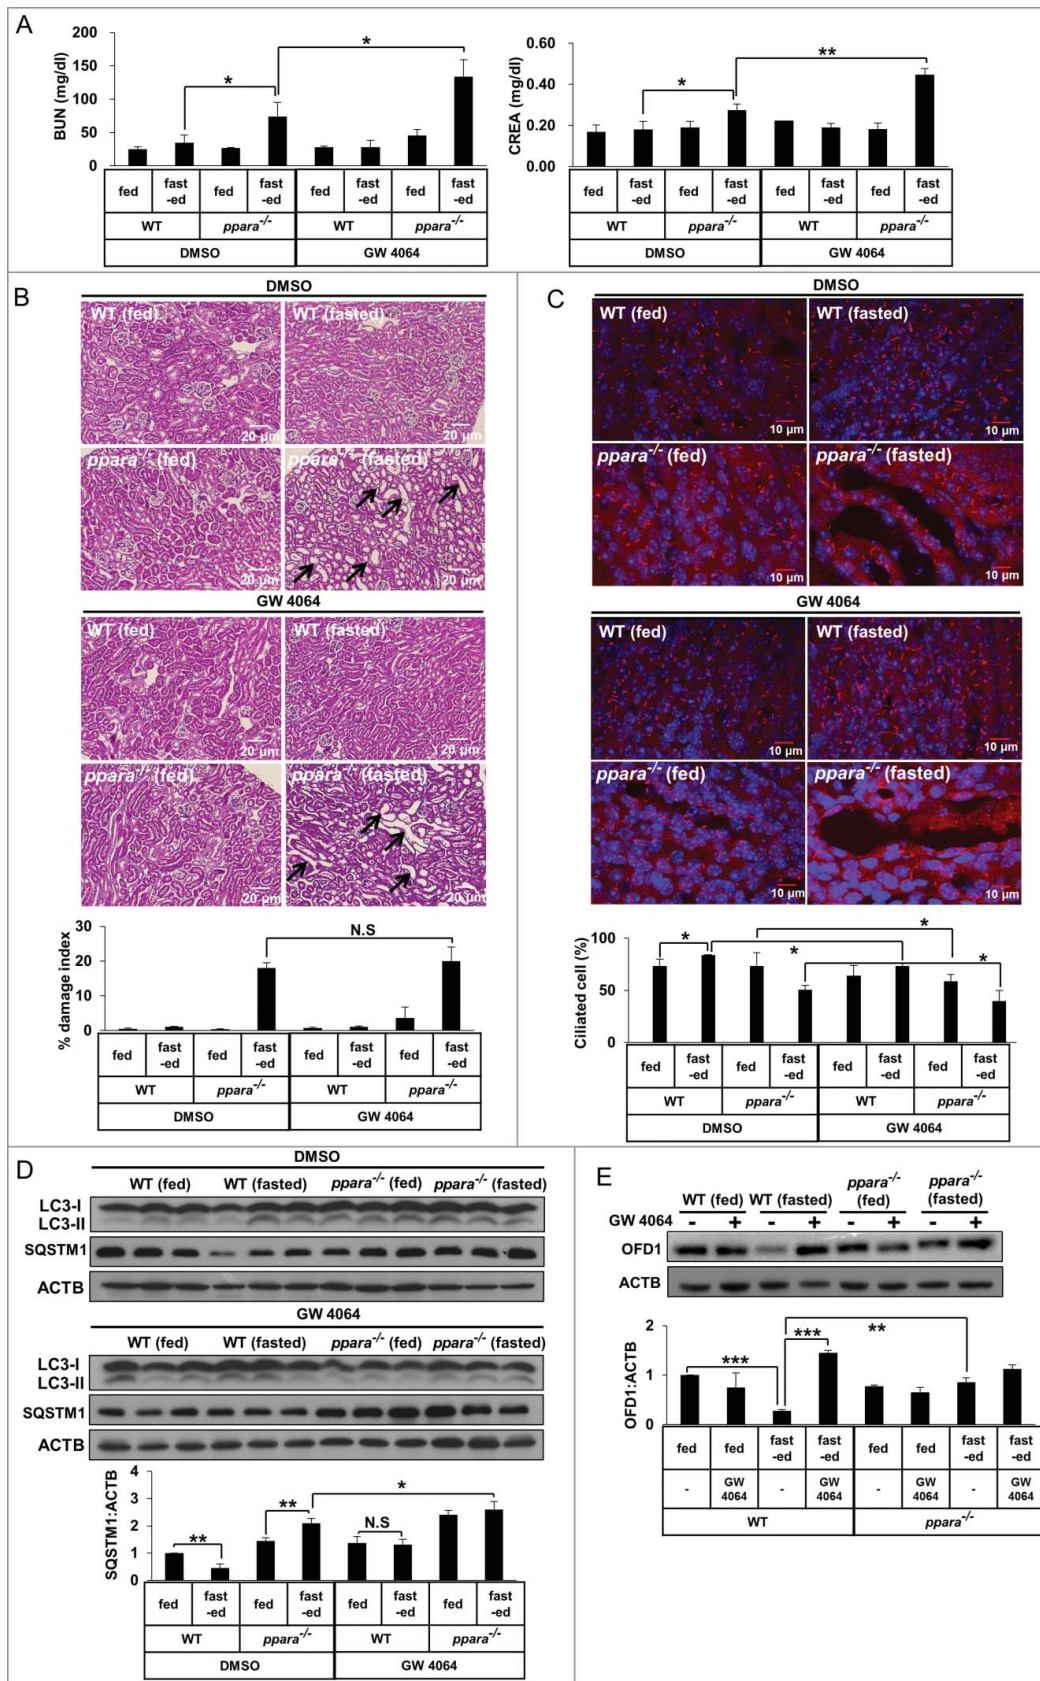 A
BUN (mg/dl)
200
150
100
50
0
*
*
fed
fast
-ed
fed
fast
-ed
fed
fast
-ed
fed
fast
-ed
WT
ppara-/-
WT
ppara-/-
DMSO
GW 4064
CREA (mg/dl)
0.60
0.40
0.20
0.00
*
**
fed
fast
-ed
fed
fast
-ed
fed
fast
-ed
fed
fast
-ed
WT
ppara-/-
WT
ppara-/-
DMSO
GW 4064
B
DMSO
WT (fed)
20 µm
WT (fasted)
20 µm
ppara-/- (fed)
20 µm
ppara-/- (fasted)
20 µm
GW 4064
WT (fed)
20 µm
WT (fasted)
20 µm
ppara-/- (fed)
20 µm
ppara-/- (fasted)
20 µm
% damage index
30
20
10
0
N.S
fed
fast
-ed
fed
fast
-ed
fed
fast
-ed
fed
fast
-ed
WT
ppara-/-
WT
ppara-/-
DMSO
GW 4064
C
DMSO
WT (fed)
10 µm
WT (fasted)
10 µm
ppara-/- (fed)
10 µm
ppara-/- (fasted)
10 µm
GW 4064
WT (fed)
10 µm
WT (fasted)
10 µm
ppara-/- (fed)
10 µm
ppara-/- (fasted)
10 µm
Ciliated cell (%)
100
50
0
*
*
*
*
fed
fast
-ed
fed
fast
-ed
fed
fast
-ed
fed
fast
-ed
WT
ppara-/-
WT
ppara-/-
DMSO
GW 4064
D
DMSO
WT (fed) WT (fasted) ppara-/- (fed) ppara-/- (fasted)
LC3-I
LC3-II
SQSTM1
ACTB
GW 4064
WT (fed) WT (fasted) ppara-/- (fed) ppara-/- (fasted)
LC3-I
LC3-II
SQSTM1
ACTB
SQSTM1:ACTB
4
3
2
1
0
**
**
N.S
*
fed
fast
-ed
fed
fast
-ed
fed
fast
-ed
fed
fast
-ed
WT
ppara-/-
WT
ppara-/-
DMSO
GW 4064
E
WT (fed) WT (fasted) ppara-/- (fed) ppara-/- (fasted)
GW 4064 - + - + - + - +
OFD1
ACTB
OFD1:ACTB
2
1
0
***
***
**
fed
fed
fast
-ed
fast
-ed
fed
fed
fast
-ed
fast
-ed
-
GW
4064
-
GW
4064
-
GW
4064
-
GW
4064
WT
ppara-/-